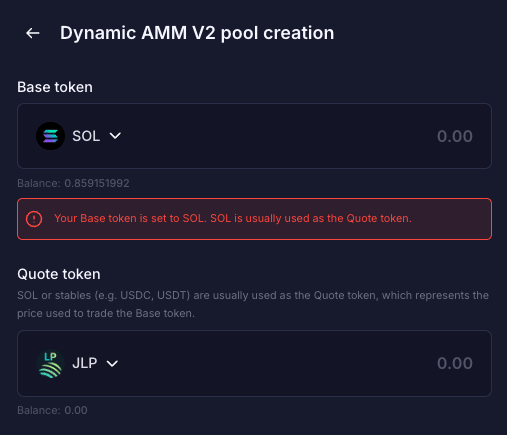 Dynamic AMM V2 pool creation
Base token
SOL 0.00
Balance: 0.859151992
Your Base token is set to SOL. SOL is usually used as the Quote token.
Quote token
SOL or stables (e.g. USDC, USDT) are usually used as the Quote token, which represents the
price used to trade the Base token.
LP
JLP 0.00
Balance: 0.00